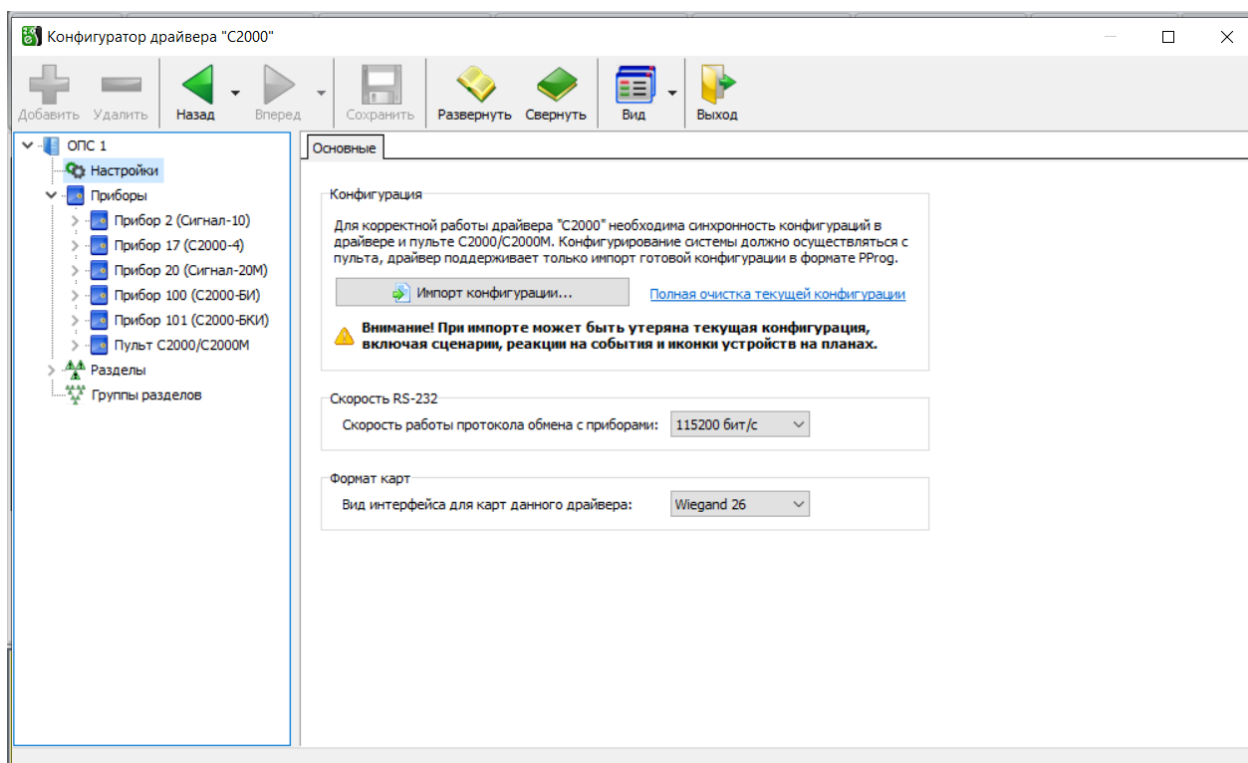 Конфигуратор драйвера "С2000"
Добавить Удалить Назад Вперед Сохранить Развернуть Свернуть Вид Выход
ОПС 1
Настройки
Приборы
Прибор 2 (Сигнал-10)
Прибор 17 (С2000-4)
Прибор 20 (Сигнал-20М)
Прибор 100 (С2000-БИ)
Прибор 101 (С2000-БКИ)
Пульт С2000/С2000М
Разделы
Группы разделов
Основные
Конфигурация
Для корректной работы драйвера "С2000" необходима синхронность конфигураций в
драйвере и пульте С2000/С2000М. Конфигурирование системы должно осуществляться с
пульта, драйвер поддерживает только импорт готовой конфигурации в формате PProg.
Импорт конфигурации... Полная очистка текущей конфигурации
Внимание! При импорте может быть утеряна текущая конфигурация,
включая сценарии, реакции на события и иконки устройств на планах.
Скорость RS-232
Скорость работы протокола обмена с приборами: 115200 бит/с
Формат карт
Вид интерфейса для карт данного драйвера: Wiegand 26